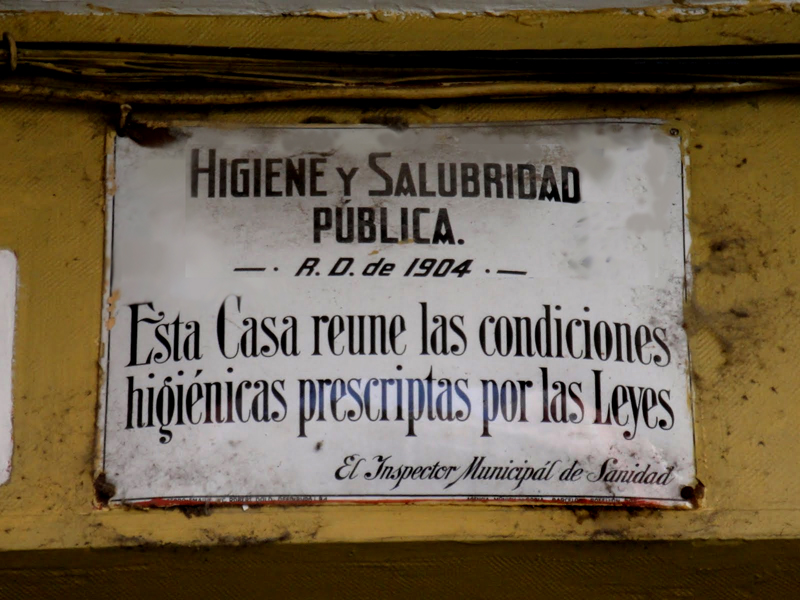 HIGIENE Y SALUBRIDAD
PÚBLICA.
—· R. D. de 1904 ·—
Esta Casa reune las condiciones
higiénicas prescriptas por las Leyes
El Inspector Municipál de Sanidad